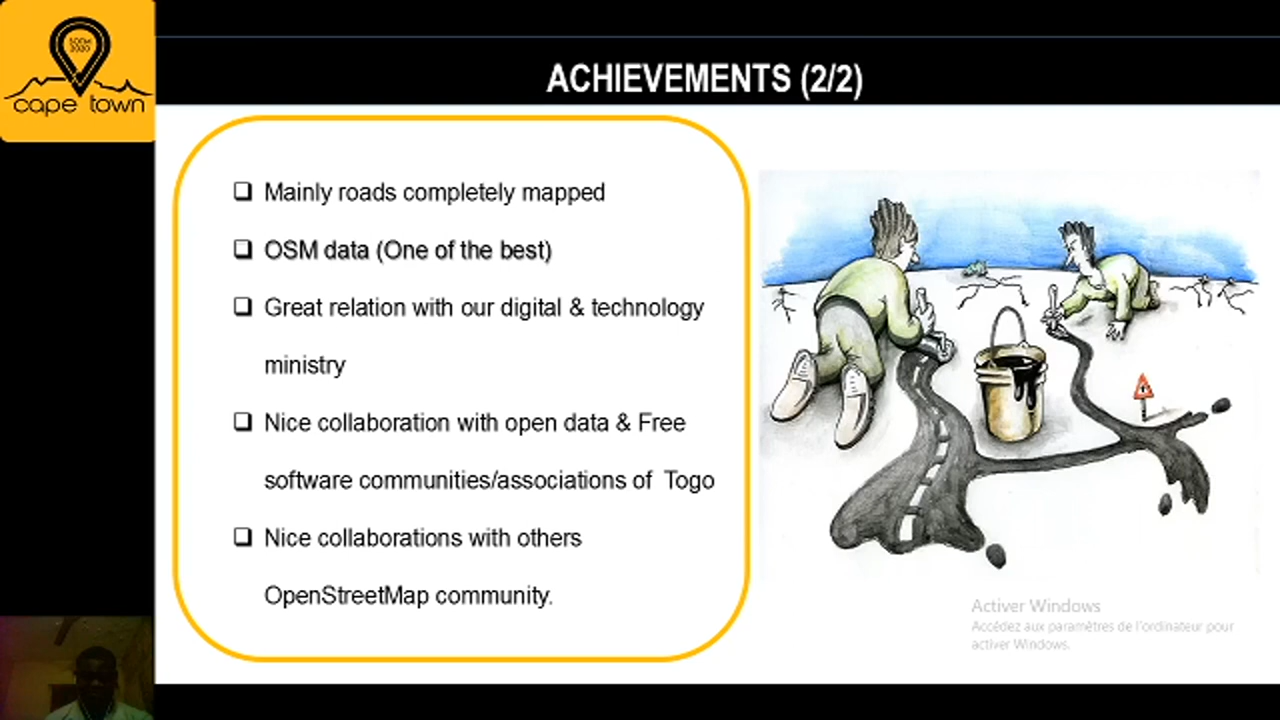 SOTM
2020
cape town
ACHIEVEMENTS (2/2)
Mainly roads completely mapped
OSM data (One of the best)
Great relation with our digital & technology
ministry
Nice collaboration with open data & Free
software communities/associations of Togo
Nice collaborations with others
OpenStreetMap community.
Activer Windows
Accédez aux paramètres de l'ordinateur pour
activer Windows.